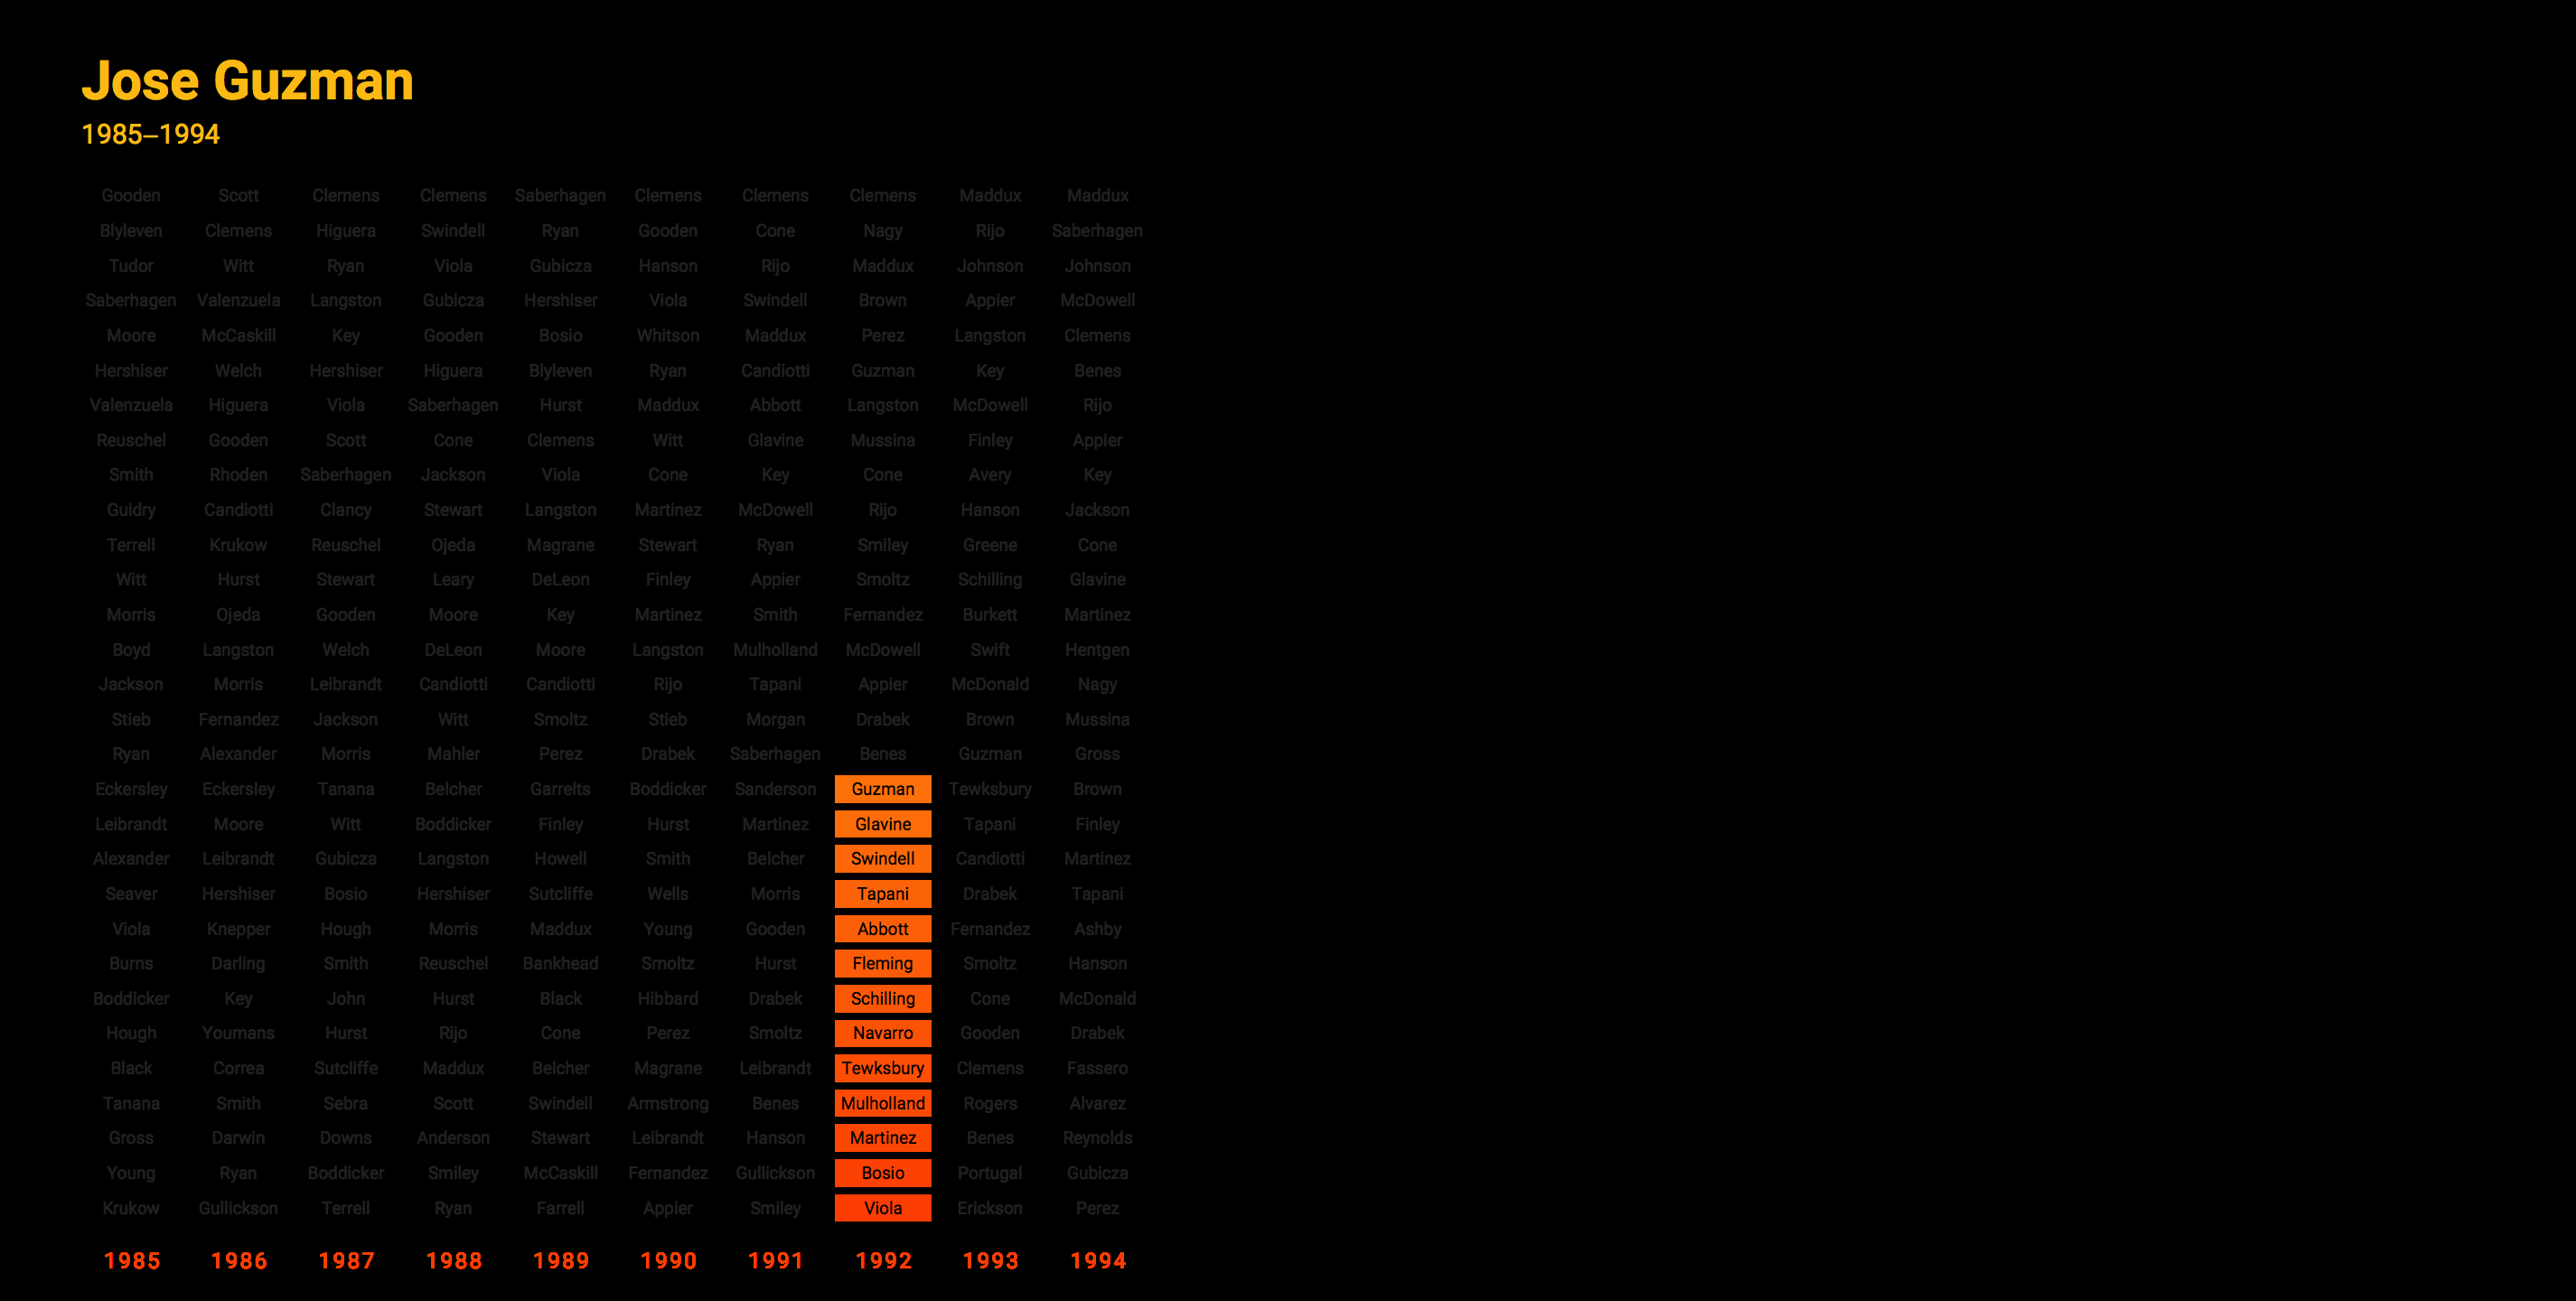 Jose Guzman
1985–1994
Gooden Scott Clemens Clemens Saberhagen Clemens Clemens Clemens Maddux Maddux
Blyleven Clemens Higuera Swindell Ryan Gooden Cone Nagy Rijo Saberhagen
Tudor Witt Ryan Viola Gubicza Hanson Rijo Maddux Johnson Johnson
Saberhagen Valenzuela Langston Gubicza Hershiser Viola Swindell Brown Appier McDowell
Moore McCaskill Key Gooden Bosio Whitson Maddux Perez Langston Clemens
Hershiser Welch Hershiser Higuera Blyleven Ryan Candiotti Guzman Key Benes
Valenzuela Higuera Viola Saberhagen Hurst Maddux Abbott Langston McDowell Rijo
Reuschel Gooden Scott Cone Clemens Witt Glavine Mussina Finley Appier
Smith Rhoden Saberhagen Jackson Viola Cone Key Cone Avery Key
Guidry Candiotti Clancy Stewart Langston Martinez McDowell Rijo Hanson Jackson
Terrell Krukow Reuschel Ojeda Magrane Stewart Ryan Smiley Greene Cone
Witt Hurst Stewart Leary DeLeon Finley Appier Smoltz Schilling Glavine
Morris Ojeda Gooden Moore Key Martinez Smith Fernandez Burkett Martinez
Boyd Langston Welch DeLeon Moore Langston Mulholland McDowell Swift Hentgen
Jackson Morris Leibrandt Candiotti Candiotti Rijo Tapani Appier McDonald Nagy
Stieb Fernandez Jackson Witt Smoltz Stieb Morgan Drabek Brown Mussina
Ryan Alexander Morris Mahler Perez Drabek Saberhagen Benes Guzman Gross
Eckersley Eckersley Tanana Belcher Garrelts Boddicker Sanderson Guzman Tewksbury Brown
Leibrandt Moore Witt Boddicker Finley Hurst Martinez Glavine Tapani Finley
Alexander Leibrandt Gubicza Langston Howell Smith Belcher Swindell Candiotti Martinez
Seaver Hershiser Bosio Hershiser Sutcliffe Wells Morris Tapani Drabek Tapani
Viola Knepper Hough Morris Maddux Young Gooden Abbott Fernandez Ashby
Burns Darling Smith Reuschel Bankhead Smoltz Hurst Fleming Smoltz Hanson
Boddicker Key John Hurst Black Hibbard Drabek Schilling Cone McDonald
Hough Youmans Hurst Rijo Cone Perez Smoltz Navarro Gooden Drabek
Black Correa Sutcliffe Maddux Belcher Magrane Leibrandt Tewksbury Clemens Fassero
Tanana Smith Sebra Scott Swindell Armstrong Benes Mulholland Rogers Alvarez
Gross Darwin Downs Anderson Stewart Leibrandt Hanson Martinez Benes Reynolds
Young Ryan Boddicker Smiley McCaskill Fernandez Gullickson Bosio Portugal Gubicza
Krukow Gullickson Terrell Ryan Farrell Appier Smiley Viola Erickson Perez
1985 1986 1987 1988 1989 1990 1991 1992 1993 1994